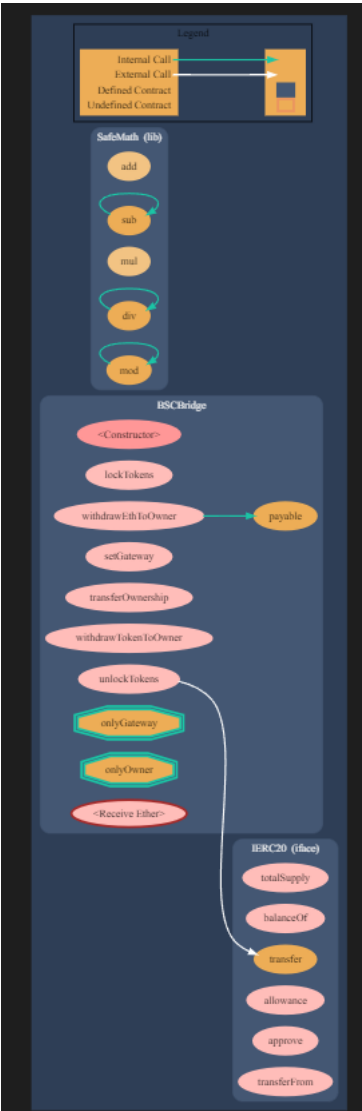 Legend
Internal Call
External Call
Defined Contract
Undefined Contract
SafeMath (lib)
add
sub
mul
div
mod
BSCBridge
<Constructor>
lockTokens
withdrawEthToOwner
payable
setGateway
transferOwnership
withdrawTokenToOwner
unlockTokens
onlyGateway
onlyOwner
<Receive Ether>
IERC20 (iface)
totalSupply
balanceOf
transfer
allowance
approve
transferFrom